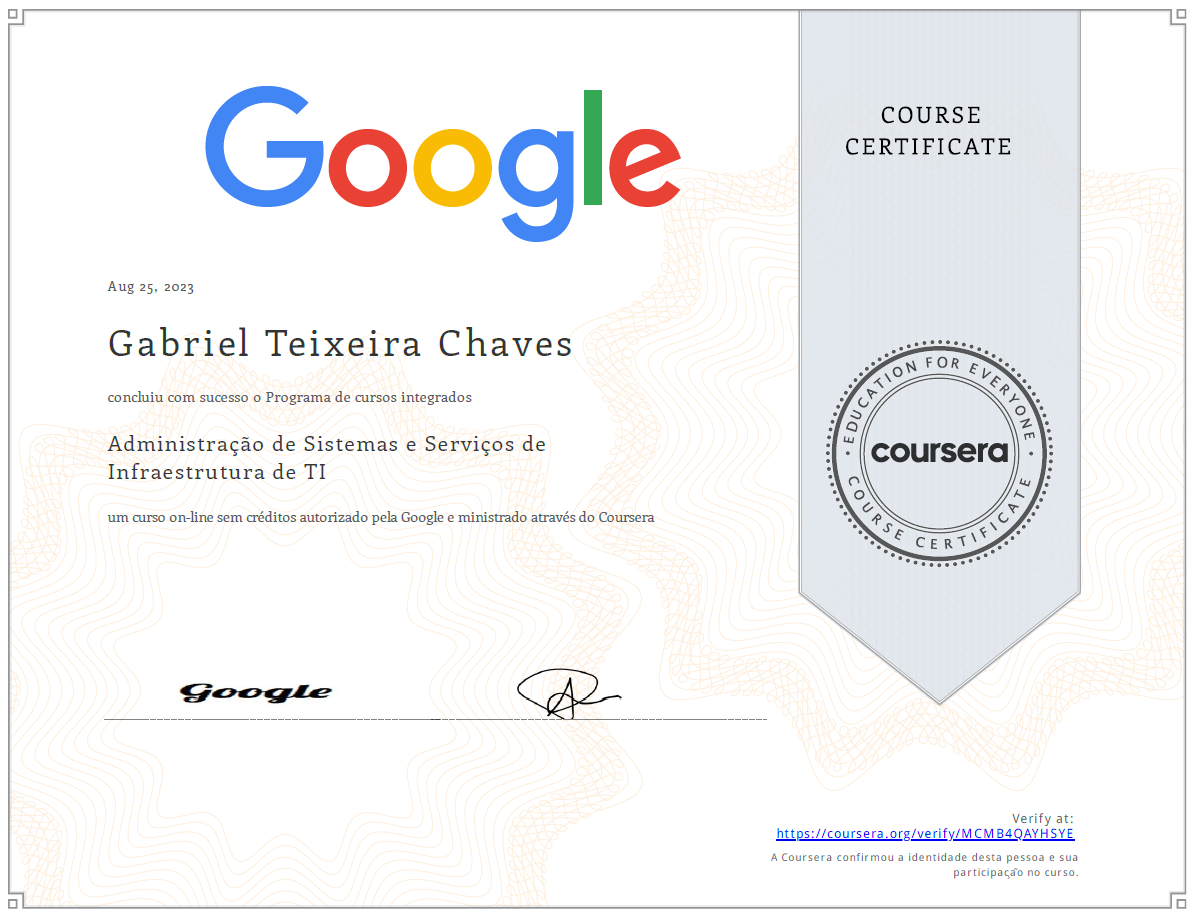 Google
COURSE
CERTIFICATE
Aug 25, 2023
Gabriel Teixeira Chaves
concluiu com sucesso o Programa de cursos integrados
Administração de Sistemas e Serviços de
Infraestrutura de TI
um curso on-line sem créditos autorizado pela Google e ministrado através do Coursera
EDUCATION FOR EVERYONE
coursera
COURSE CERTIFICATE
Google
Verify at:
https://coursera.org/verify/MCMB4QAYHSYE
A Coursera confirmou a identidade desta pessoa e sua
participação no curso.